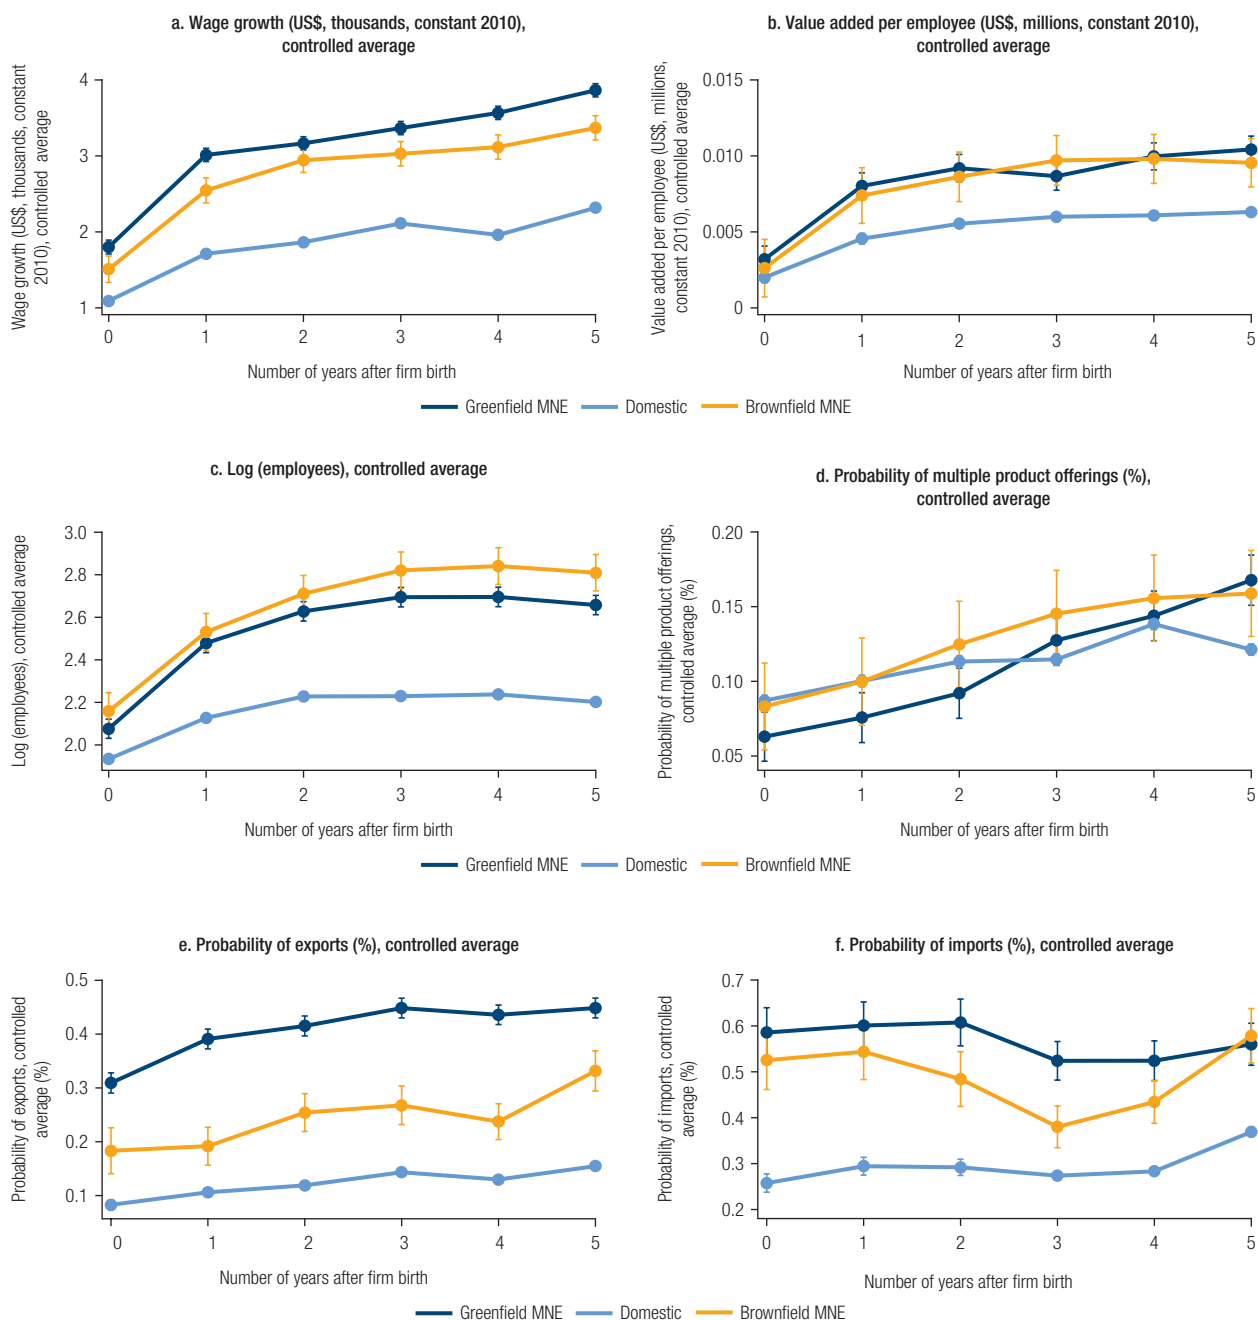 a. Wage growth (US$, thousands, constant 2010),
controlled average
Wage growth (US$, thousands, constant
2010), controlled average
4
3
2
1
0 1 2 3 4 5
Number of years after firm birth
b. Value added per employee (US$, millions, constant 2010),
controlled average
Value added per employee (US$, millions,
constant 2010), controlled average
0.015
0.010
0.005
0
0 1 2 3 4 5
Number of years after firm birth
Greenfield MNE Domestic Brownfield MNE
c. Log (employees), controlled average
Log (employees), controlled average
3.0
2.8
2.6
2.4
2.2
2.0
0 1 2 3 4 5
Number of years after firm birth
d. Probability of multiple product offerings (%),
controlled average
Probability of multiple product offerings,
controlled average (%)
0.20
0.15
0.10
0.05
0 1 2 3 4 5
Number of years after firm birth
Greenfield MNE Domestic Brownfield MNE
e. Probability of exports (%), controlled average
Probability of exports, controlled
average (%)
0.5
0.4
0.3
0.2
0.1
0 1 2 3 4 5
Number of years after firm birth
f. Probability of imports (%), controlled average
Probability of imports, controlled
average (%)
0.7
0.6
0.5
0.4
0.3
0.2
0 1 2 3 4 5
Number of years after firm birth
Greenfield MNE Domestic Brownfield MNE